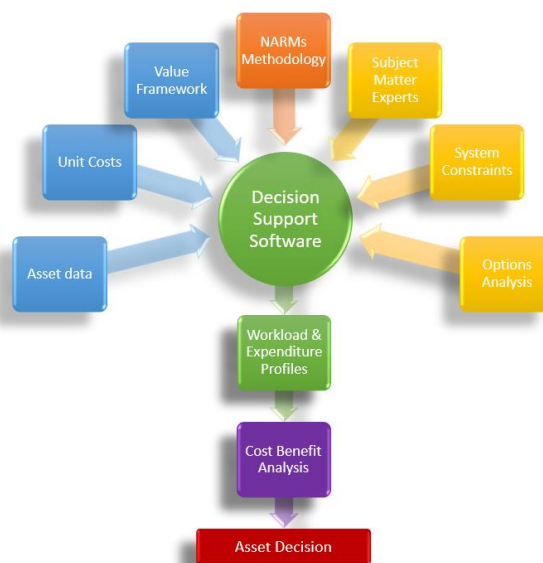 NARMs
Methodology
Value
Framework
Subject
Matter
Experts
Unit Costs
System
Constraints
Decision
Support
Software
Asset data
Options
Analysis
Workload &
Expenditure
Profiles
Cost Benefit
Analysis
Asset Decision